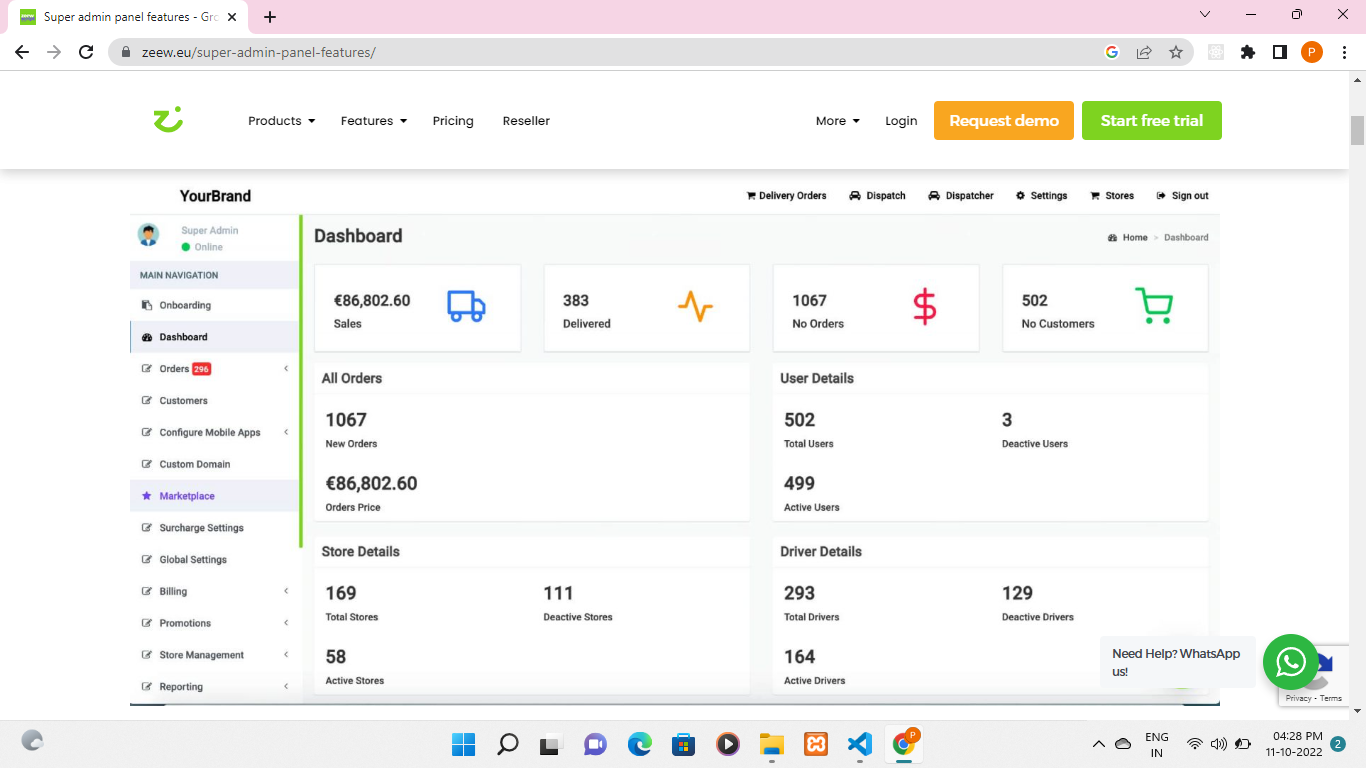 Super admin panel features - Gro
zeew.eu/super-admin-panel-features/
P
Products Features Pricing Reseller More Login Request demo Start free trial
YourBrand
Delivery Orders Dispatch Dispatcher Settings Stores Sign out
Super Admin
Online
MAIN NAVIGATION
Onboarding
Dashboard
Orders 296
Customers
Configure Mobile Apps
Custom Domain
Marketplace
Surcharge Settings
Global Settings
Billing
Promotions
Store Management
Reporting
Dashboard
Home > Dashboard
€86,802.60
Sales
383
Delivered
1067
No Orders
502
No Customers
All Orders
1067
New Orders
€86,802.60
Orders Price
User Details
502
Total Users
3
Deactive Users
499
Active Users
Store Details
169
Total Stores
111
Deactive Stores
58
Active Stores
Driver Details
293
Total Drivers
129
Deactive Drivers
164
Active Drivers
Need Help? WhatsApp
us!
Privacy - Terms
P
ENG
IN
04:28 PM
11-10-2022
2